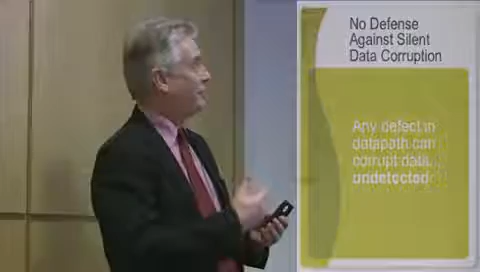 No Defense
Against Silent
Data Corruption
Any defect in
datapath can
corrupt data
undetected